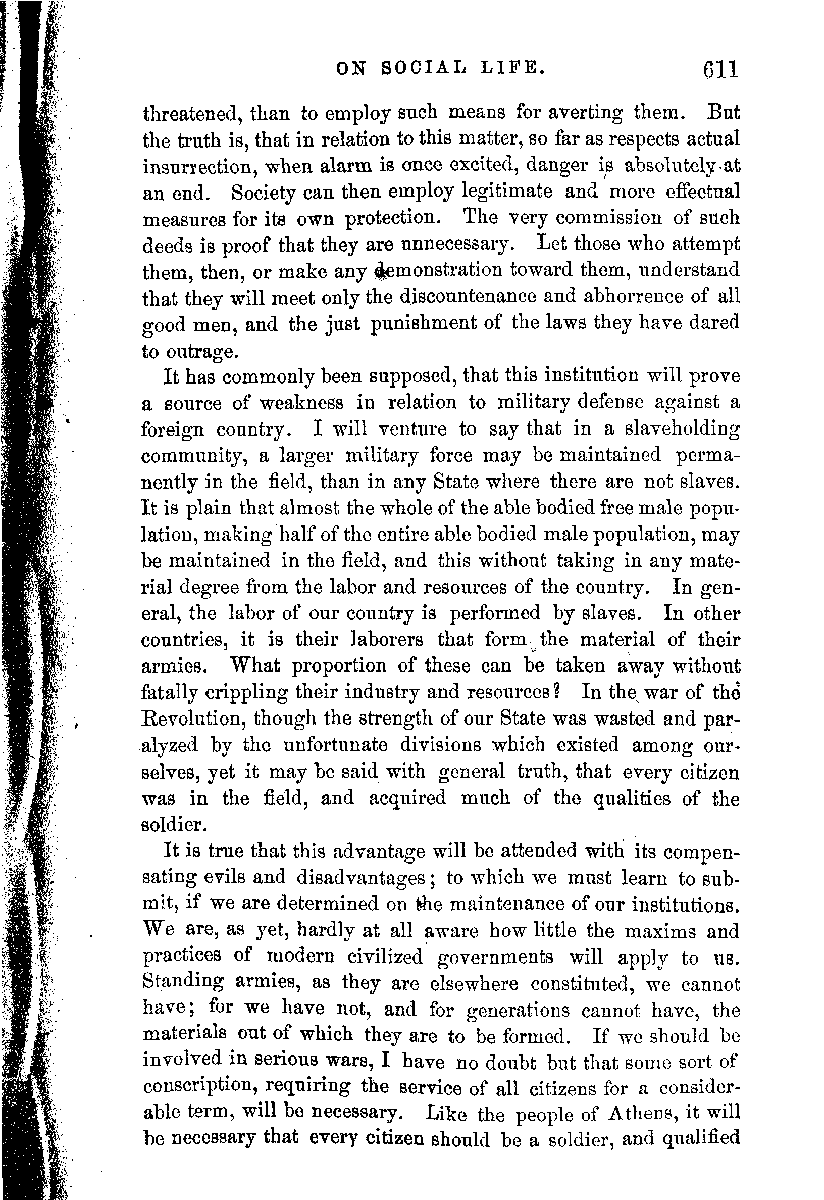 ON SOCIAL LIFE. 611
threatened, than to employ such means for averting them. But
the truth is, that in relation to this matter, so far as respects actual
insurrection, when alarm is once excited, danger is absolutely at
an end. Society can then employ legitimate and more effectual
measures for its own protection. The very commission of such
deeds is proof that they are nnnecessary. Let those who attempt
them, then, or make any demonstration toward them, understand
that they will meet only the discountenance and abhorrence of all
good men, and the just punishment of the laws they have dared
to outrage.
It has commonly been supposed, that this institution will prove
a source of weakness in relation to military defense against a
foreign country. I will venture to say that in a slaveholding
community, a larger military force may be maintained perma-
nently in the field, than in any State where there are not slaves.
It is plain that almost the whole of the able bodied free male popu-
lation, making half of the entire able bodied male population, may
be maintained in the field, and this without taking in any mate-
rial degree from the labor and resources of the country. In gen-
eral, the labor of our country is performed by slaves. In other
countries, it is their laborers that form the material of their
armies. What proportion of these can be taken away without
fatally crippling their industry and resources? In the war of the
Revolution, though the strength of our State was wasted and par-
alyzed by the unfortunate divisions which existed among our-
selves, yet it may be said with general truth, that every citizen
was in the field, and acquired much of the qualities of the
soldier.
It is true that this advantage will be attended with its compen-
sating evils and disadvantages; to which we must learn to sub-
mit, if we are determined on the maintenance of our institutions.
We are, as yet, hardly at all aware how little the maxims and
practices of modern civilized governments will apply to us.
Standing armies, as they are elsewhere constituted, we cannot
have; for we have not, and for generations cannot have, the
materials out of which they are to be formed. If we should be
involved in serious wars, I have no doubt but that some sort of
conscription, requiring the service of all citizens for a consider-
able term, will be necessary. Like the people of Athens, it will
be necessary that every citizen should be a soldier, and qualified